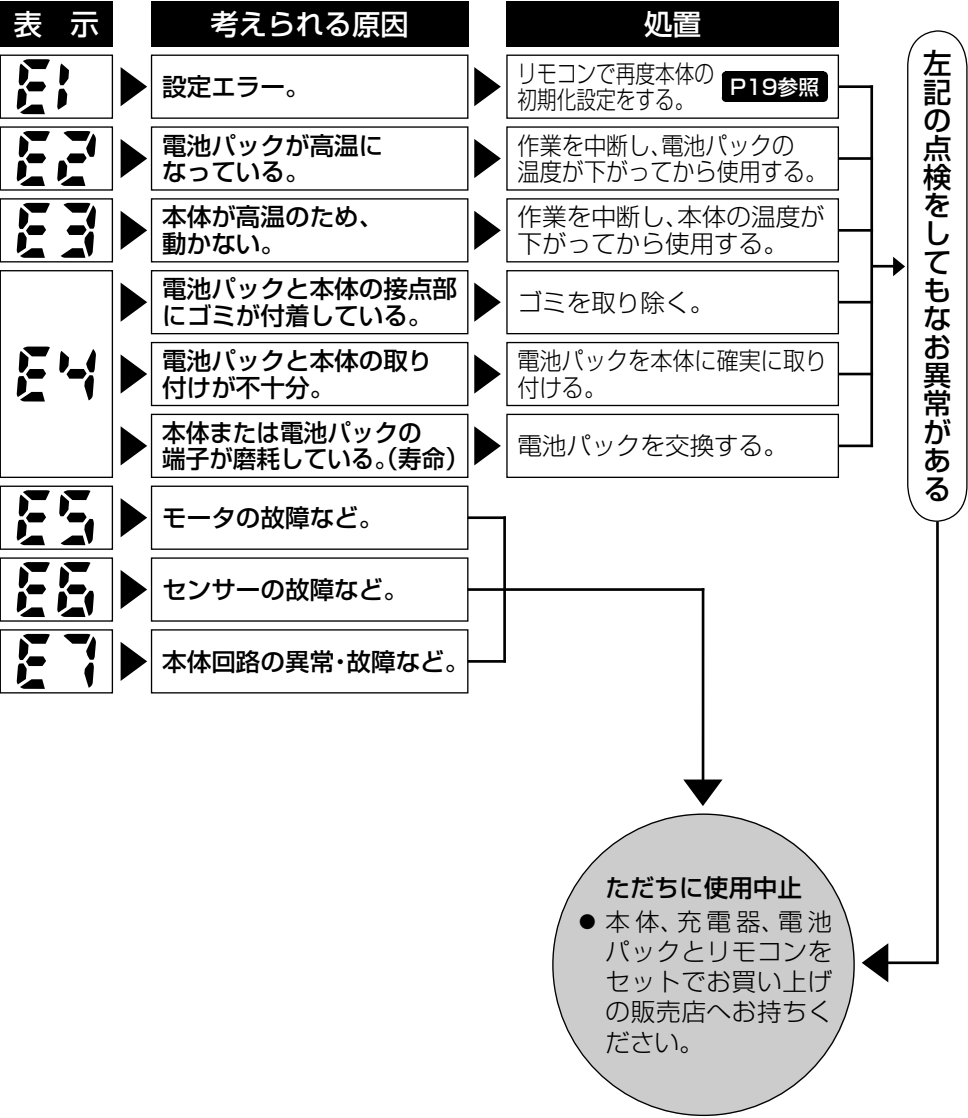 表　示
考えられる原因
処置
E1
設定エラー。
リモコンで再度本体の
初期化設定をする。
P19参照
E2
電池パックが高温に
なっている。
作業を中断し、電池パックの
温度が下がってから使用する。
E3
本体が高温のため、
動かない。
作業を中断し、本体の温度が
下がってから使用する。
E4
電池パックと本体の接点部
にゴミが付着している。
ゴミを取り除く。
電池パックと本体の取り
付けが不十分。
電池パックを本体に確実に取り
付ける。
本体または電池パックの
端子が磨耗している。（寿命）
電池パックを交換する。
E5
モータの故障など。
E6
センサーの故障など。
E7
本体回路の異常・故障など。
左記の点検をしてもなお異常がある
ただちに使用中止
● 本体、充電器、電池
パックとリモコンを
セットでお買い上げ
の販売店へお持ちく
ださい。